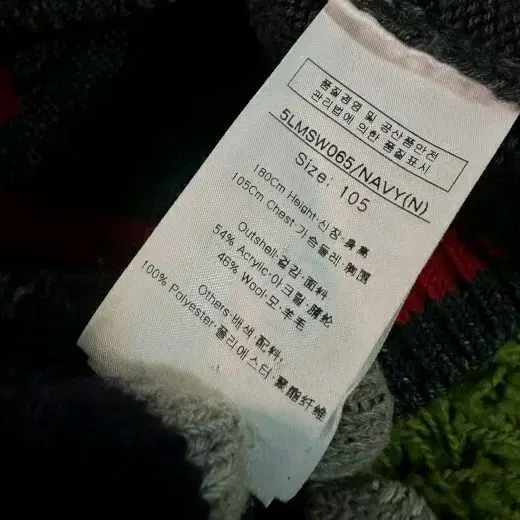 품질경영 및 공산품안전
관리법에 의한 품질표시
5LMSW065/NAVY(N)
Size: 105
180Cm Height·신장·身高
105Cm Chest·가슴둘레·胸围
Outshell·겉감·面料
54% Acrylic·아크릴·腈纶
46% Wool·모·羊毛
Others·배색·配料,
100% Polyester·폴리에스터·聚酯纤维